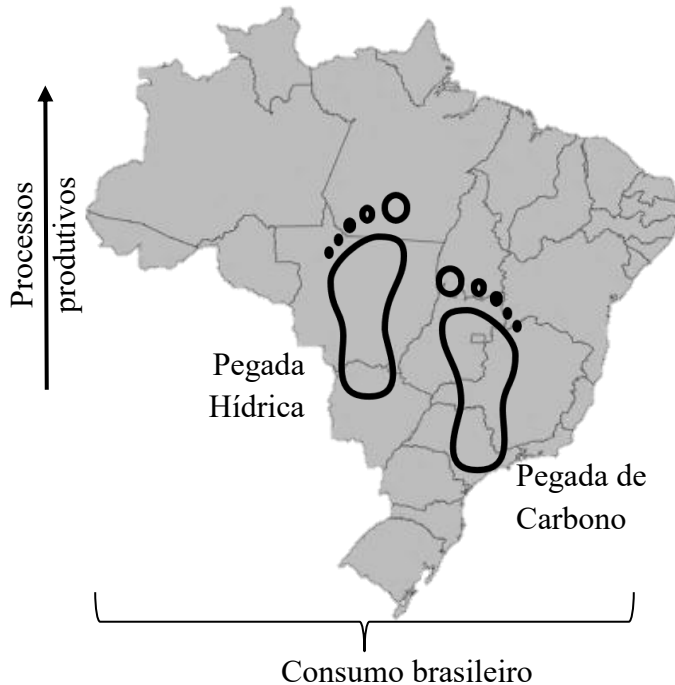 Processos
produtivos
Pegada
Hídrica
Pegada de
Carbono
Consumo brasileiro